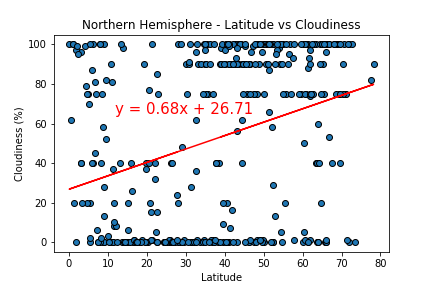 Northern Hemisphere - Latitude vs Cloudiness
100
80
60
40
20
0
Cloudiness (%)
y = 0.68x + 26.71
0 10 20 30 40 50 60 70 80
Latitude